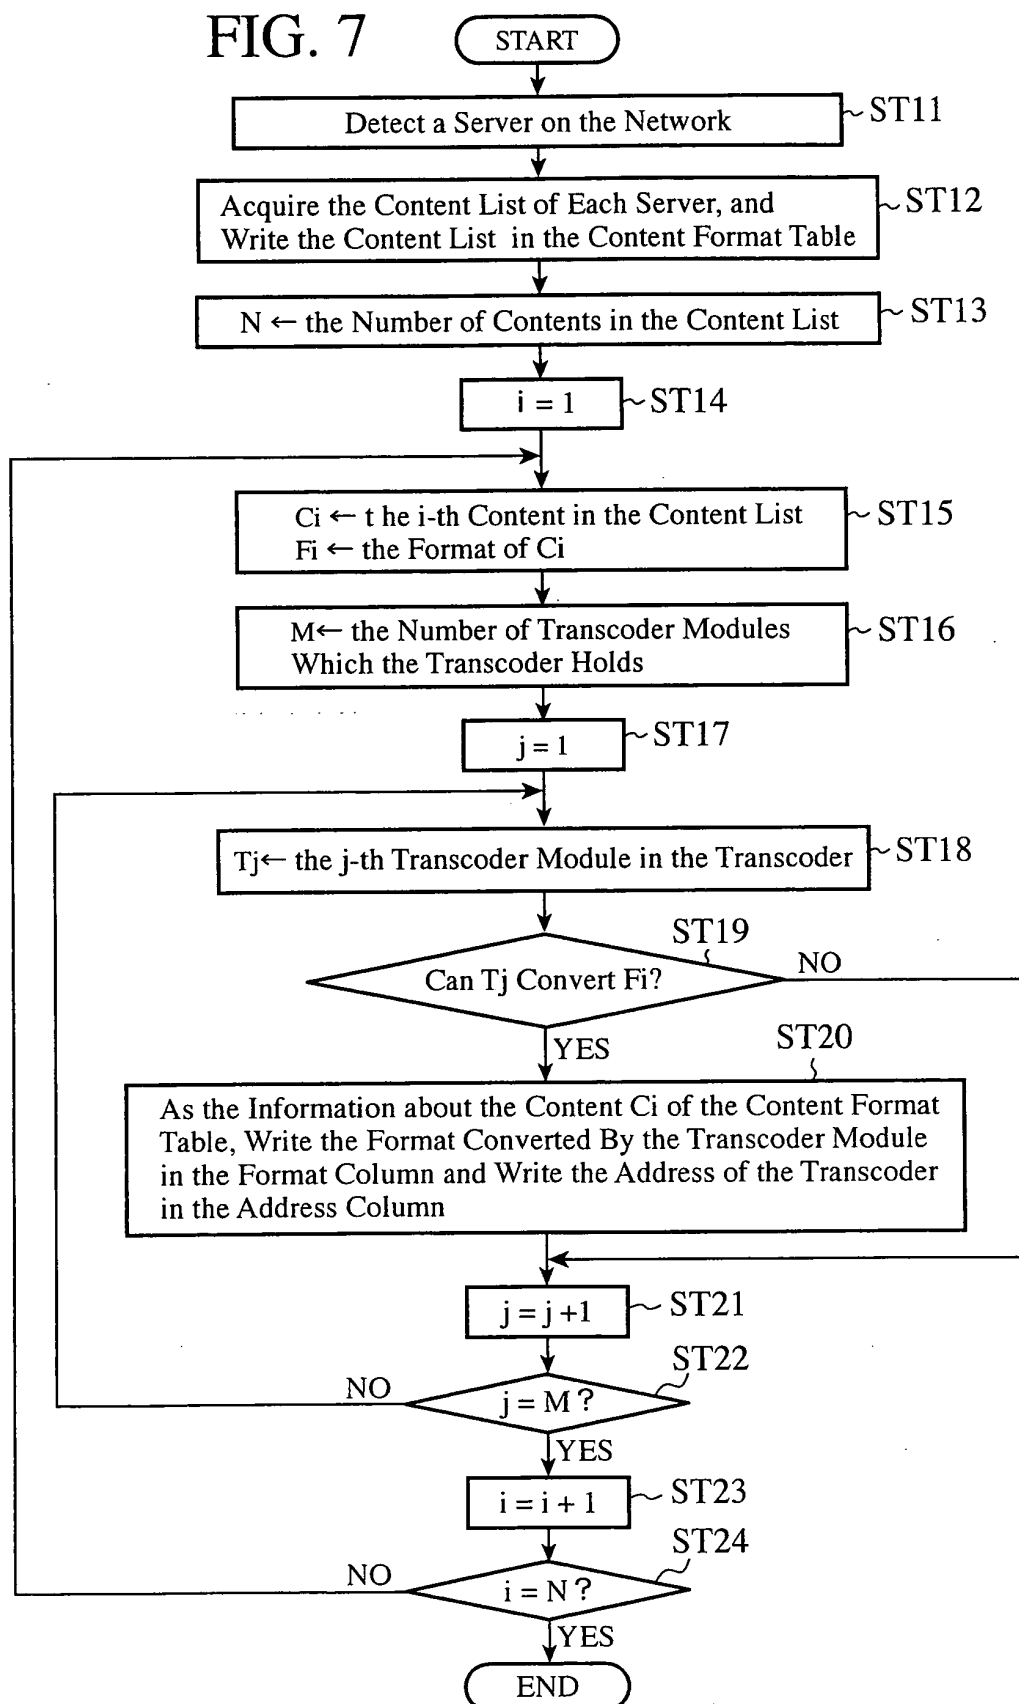 FIG. 7
START
Detect a Server on the Network
ST11
Acquire the Content List of Each Server, and
Write the Content List in the Content Format Table
ST12
N ← the Number of Contents in the Content List
ST13
i = 1
ST14
Ci ← t he i-th Content in the Content List
Fi ← the Format of Ci
ST15
M← the Number of Transcoder Modules
Which the Transcoder Holds
ST16
j = 1
ST17
Tj← the j-th Transcoder Module in the Transcoder
ST18
ST19
Can Tj Convert Fi?
NO
YES
ST20
As the Information about the Content Ci of the Content Format
Table, Write the Format Converted By the Transcoder Module
in the Format Column and Write the Address of the Transcoder
in the Address Column
j = j +1
ST21
ST22
NO
j = M ?
YES
i = i + 1
ST23
ST24
NO
i = N ?
YES
END